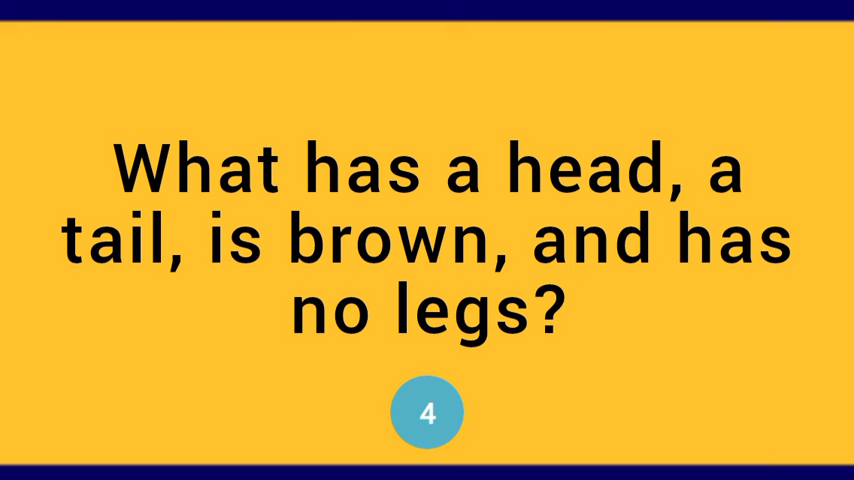 What has a head, a
tail, is brown, and has
no legs?
4